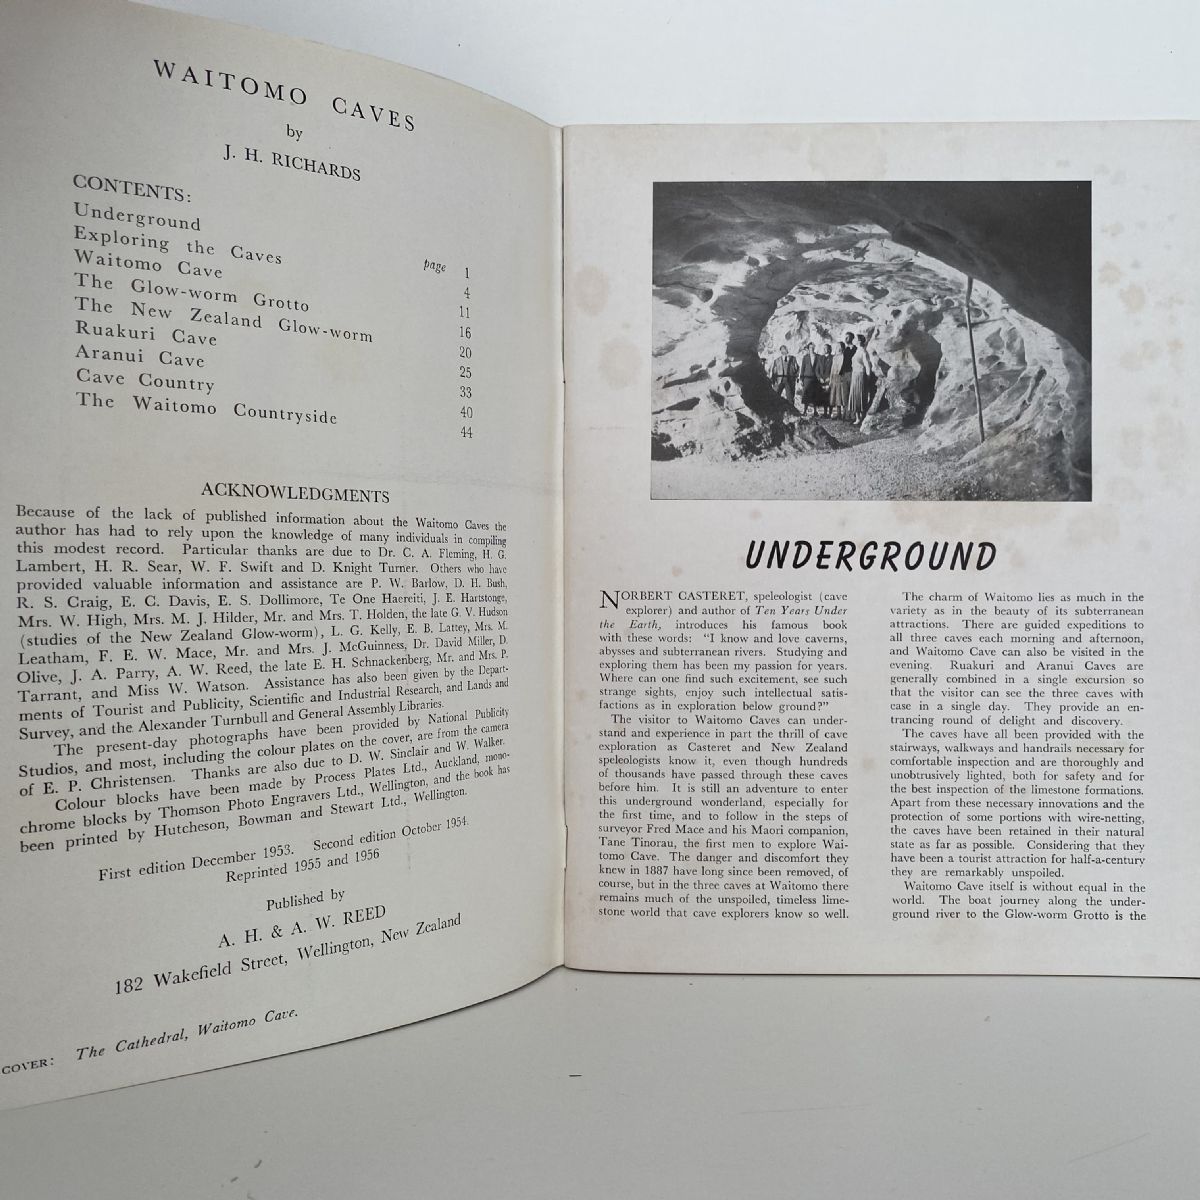 WAITOMO CAVES
by
J. H. RICHARDS
CONTENTS:
Underground page 1
Exploring the Caves 4
Waitomo Cave 11
The Glow-worm Grotto 16
The New Zealand Glow-worm 20
Ruakuri Cave 25
Aranui Cave 33
Cave Country 40
The Waitomo Countryside 44
ACKNOWLEDGMENTS
Because of the lack of published information about the Waitomo Caves the
author has had to rely upon the knowledge of many individuals in compiling
this modest record. Particular thanks are due to Dr. C. A. Fleming, H. G.
Lambert, H. R. Sear, W. F. Swift and D. Knight Turner. Others who have
provided valuable information and assistance are P. W. Barlow, D. H. Bush,
R. S. Craig, E. C. Davis, E. S. Dollimore, Te One Haereiti, J. E. Hartstonge,
Mrs. W. High, Mrs. M. J. Hilder, Mr. and Mrs. T. Holden, the late G. V. Hudson
(studies of the New Zealand Glow-worm), L. G. Kelly, E. B. Lattey, Mrs. M.
Leatham, F. E. W. Mace, Mr. and Mrs. J. McGuinness, Dr. David Miller, D.
Olive, J. A. Parry, A. W. Reed, the late E. H. Schnackenberg, Mr. and Mrs. P.
Tarrant, and Miss W. Watson. Assistance has also been given by the Depart-
ments of Tourist and Publicity, Scientific and Industrial Research, and Lands and
Survey, and the Alexander Turnbull and General Assembly Libraries.
The present-day photographs have been provided by National Publicity
Studios, and most, including the colour plates on the cover, are from the camera
of E. P. Christensen. Thanks are also due to D. W. Sinclair and W. Walker.
Colour blocks have been made by Process Plates Ltd., Auckland, mono-
chrome blocks by Thomson Photo Engravers Ltd., Wellington, and the book has
been printed by Hutcheson, Bowman and Stewart Ltd., Wellington.
First edition December 1953. Second edition October 1954.
Reprinted 1955 and 1956
Published by
A. H. & A. W. REED
182 Wakefield Street, Wellington, New Zealand
COVER: The Cathedral, Waitomo Cave.
UNDERGROUND
NORBERT CASTERET, speleologist (cave
explorer) and author of Ten Years Under
the Earth, introduces his famous book
with these words: "I know and love caverns,
abysses and subterranean rivers. Studying and
exploring them has been my passion for years.
Where can one find such excitement, see such
strange sights, enjoy such intellectual satis-
factions as in exploration below ground?"
The visitor to Waitomo Caves can under-
stand and experience in part the thrill of cave
exploration as Casteret and New Zealand
speleologists know it, even though hundreds
of thousands have passed through these caves
before him. It is still an adventure to enter
this underground wonderland, especially for
the first time, and to follow in the steps of
surveyor Fred Mace and his Maori companion,
Tane Tinorau, the first men to explore Wai-
tomo Cave. The danger and discomfort they
knew in 1887 have long since been removed, of
course, but in the three caves at Waitomo there
remains much of the unspoiled, timeless lime-
stone world that cave explorers know so well.
The charm of Waitomo lies as much in the
variety as in the beauty of its subterranean
attractions. There are guided expeditions to
all three caves each morning and afternoon,
and Waitomo Cave can also be visited in the
evening. Ruakuri and Aranui Caves are
generally combined in a single excursion so
that the visitor can see the three caves with
case in a single day. They provide an en-
trancing round of delight and discovery.
The caves have all been provided with the
stairways, walkways and handrails necessary for
comfortable inspection and are thoroughly and
unobtrusively lighted, both for safety and for
the best inspection of the limestone formations.
Apart from these necessary innovations and the
protection of some portions with wire-netting,
the caves have been retained in their natural
state as far as possible. Considering that they
have been a tourist attraction for half-a-century
they are remarkably unspoiled.
Waitomo Cave itself is without equal in the
world. The boat journey along the under-
ground river to the Glow-worm Grotto is the